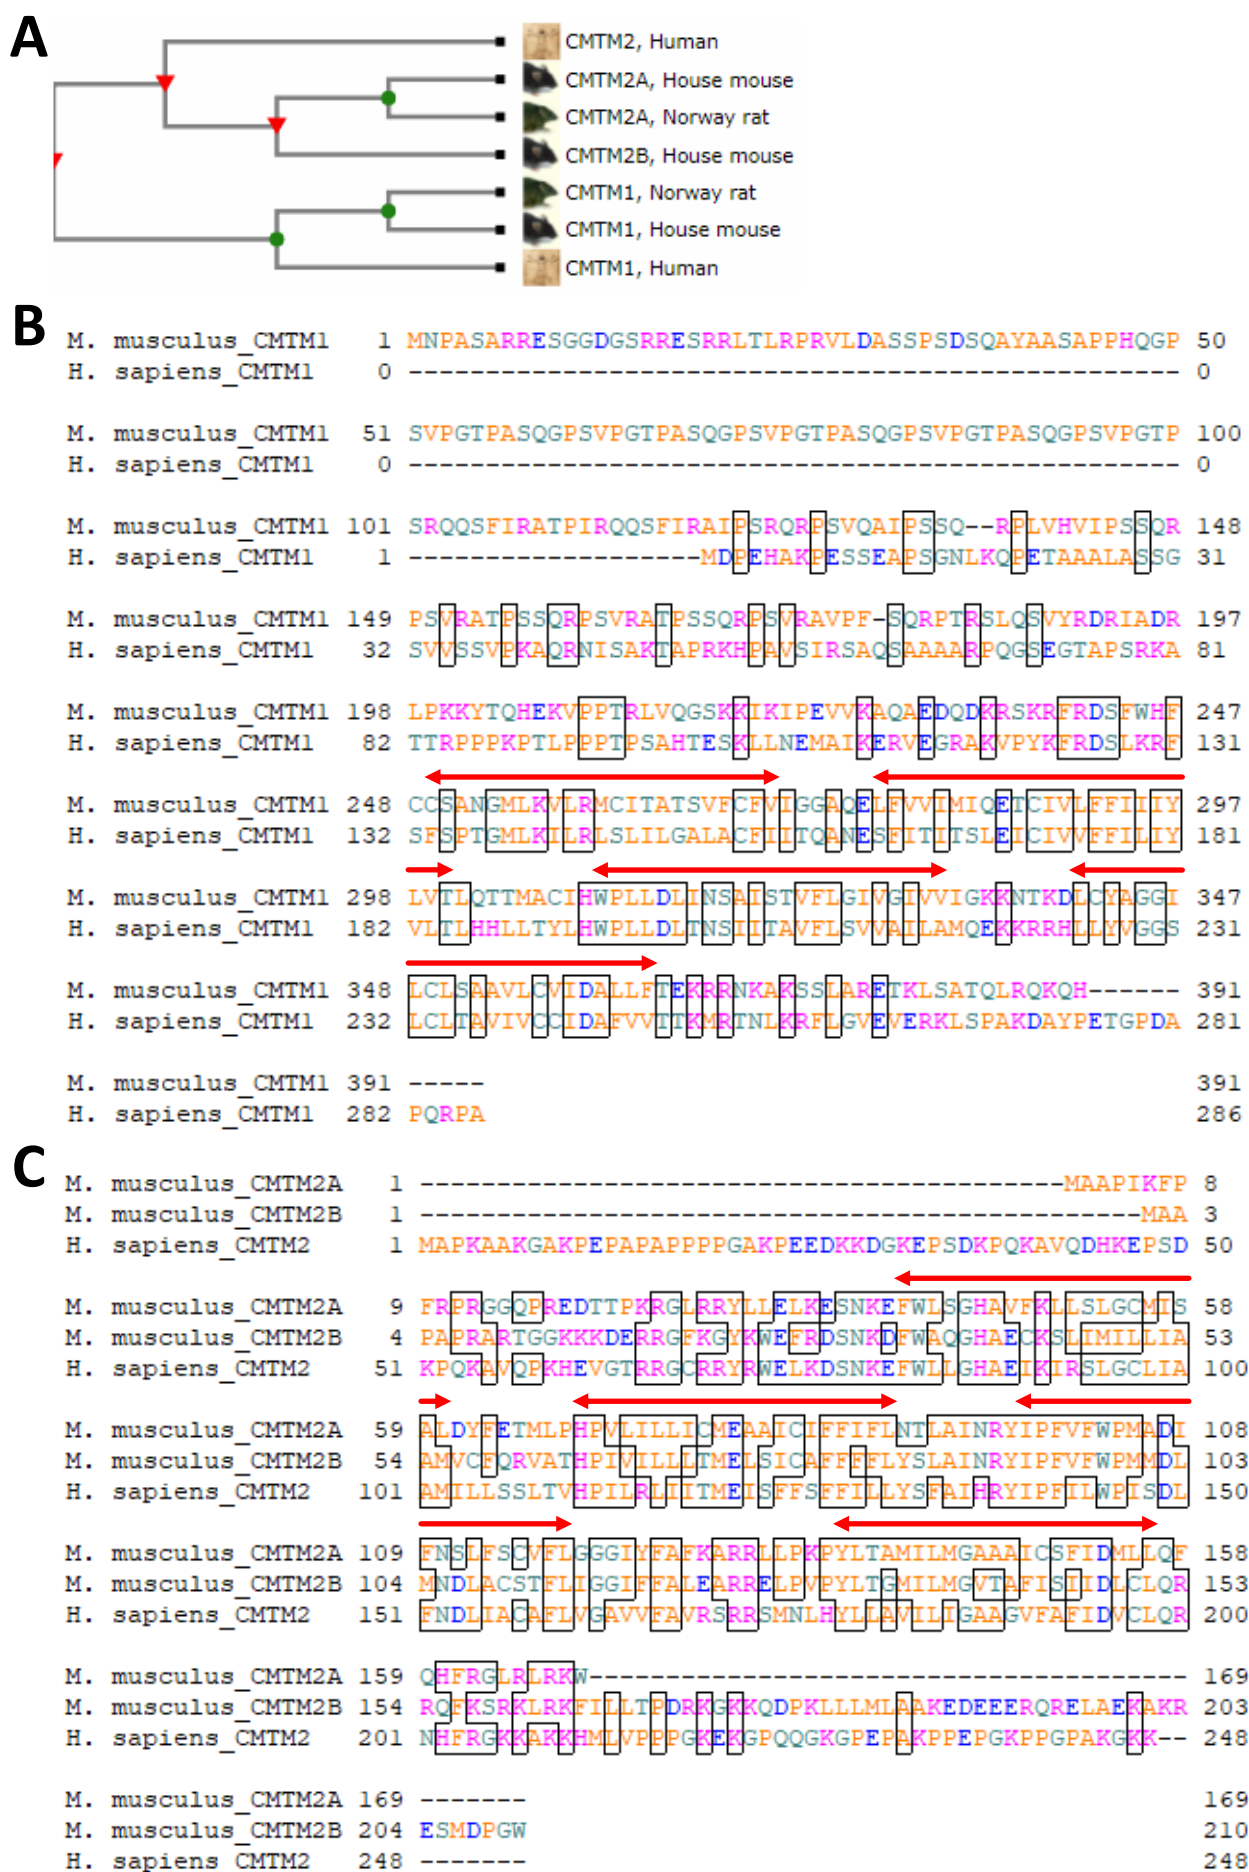 A
CMTM2, Human
CMTM2A, House mouse
CMTM2A, Norway rat
CMTM2B, House mouse
CMTM1, Norway rat
CMTM1, House mouse
CMTM1, Human
B
M. musculus_CMTM1 1 MNPASARRESGGDGSRRESRRLTLRPRVLDASSPSDSQAYAASAPPHQGP 50
H. sapiens_CMTM1 0 -------------------------------------------------- 0
M. musculus_CMTM1 51 SVPGTPASQGPSVPGTPASQGPSVPGTPASQGPSVPGTPASQGPSVPGTP 100
H. sapiens_CMTM1 0 -------------------------------------------------- 0
M. musculus_CMTM1 101 SRQQSFIRATPIRQQSFIRAIPSRQRPSVQAIPSSQ--RPLVHVIPSSQR 148
H. sapiens_CMTM1 1 -------------------MDPEHAKPESSEAPSGNLKQPETAAALASSG 31
M. musculus_CMTM1 149 PSVRATPSSQRPSVRATPSSQRPSVRAVPF-SQRPTRSLQSVYRDRIADR 197
H. sapiens_CMTM1 32 SVVSSVPKAQRNISAKTAPRKHPAVSIRSAQSAAAARPQGSEGTAPSRKA 81
M. musculus_CMTM1 198 LPKKYTQHEKVPPTRLVQGSKKIKIPEVVKAQAEDQDKRSKRFRDSFWHF 247
H. sapiens_CMTM1 82 TTRPPPKPTLPPPTPSAHTESKLLNEMAIKERVEGRAKVPYKFRDSLKRF 131
M. musculus_CMTM1 248 CCSANGMLKVLRMCITATSVFCFVIGGAQELFVVIMIQETCIVLFFIIIY 297
H. sapiens_CMTM1 132 SFSPTGMLKILRLSLILGALACFIITQANESFITITSLEICIVVFFILIY 181
M. musculus_CMTM1 298 LVTLQTTMACIHWPLLDLINSAISTVFLGIVGIVVIGKKNTKDLCYAGGI 347
H. sapiens_CMTM1 182 VLTLHHLLTYLHWPLLDLTNSIITAVFLSVVAILAMQEKKRRHLLYVGGS 231
M. musculus_CMTM1 348 LCLSAAVLCVIDALLFTEKRRNKAKSSLARETKLSATQLRQKQH------ 391
H. sapiens_CMTM1 232 LCLTAVIVCCIDAFVVTTKMRTNLKRFLGVEVERKLSPAKDAYPETGPDA 281
M. musculus_CMTM1 391 ----- 391
H. sapiens_CMTM1 282 PQRPA 286
C
M. musculus_CMTM2A 1 ------------------------------------------MAAPIKFP 8
M. musculus_CMTM2B 1 -----------------------------------------------MAA 3
H. sapiens_CMTM2 1 MAPKAAKGAKPEPAPAPPPPGAKPEEDKKDGKEPSDKPQKAVQDHKEPSD 50
M. musculus_CMTM2A 9 FRPRGGQPREDTTPKRGLRRYLLELKESNKEFWLSGHAVFKLLSLGCMIS 58
M. musculus_CMTM2B 4 PAPRARTGGKKKDERRGFKGYKWEFRDSNKDFWAQGHAECKSLIMILLIA 53
H. sapiens_CMTM2 51 KPQKAVQPKHEVGTRRGCRRYRWELKDSNKEFWLLGHAEIKIRSLGCLIA 100
M. musculus_CMTM2A 59 ALDYFETMLPHPVLILLICMEAAICIFFIFLNTLAINRYIPFVFWPMADI 108
M. musculus_CMTM2B 54 AMVCFQRVATHPIVILLLTMELSICAFFFFLYSLAINRYIPFVFWPMMDL 103
H. sapiens_CMTM2 101 AMILLSSLTVHPILRLIITMEISFFSFFILLYSFAIHRYIPFILWPISDL 150
M. musculus_CMTM2A 109 FNSLFSCVFLGGGIYFAFKARRLLPKPYLTAMILMGAAAICSFIDMLLQF 158
M. musculus_CMTM2B 104 MNDLACSTFLIGGIFFALEARRELPVPYLTGMILMGVTAFISIIDLCLQR 153
H. sapiens_CMTM2 151 FNDLIACAFLVGAVVFAVRSRRSMNLHYLLAVILIGAAGVFAFIDVCLQR 200
M. musculus_CMTM2A 159 QHFRGLRLRKW--------------------------------------- 169
M. musculus_CMTM2B 154 RQFKSRKLRKFILLTPDRKGKKQDPKLLLMLAAKEDEEERQRELAEKAKR 203
H. sapiens_CMTM2 201 NHFRGKKAKKHMLVPPPGKEKGPQQGKGPEPAKPPEPGKPPGPAKGKK-- 248
M. musculus_CMTM2A 169 ------- 169
M. musculus_CMTM2B 204 ESMDPGW 210
H. sapiens_CMTM2 248 ------- 248